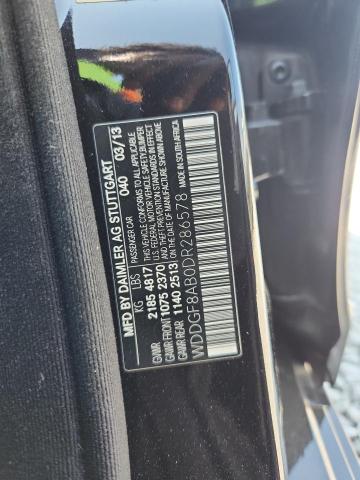 MFD BY DAIMLER AG STUTTGART
PASSENGER CAR 040 03/13
KG LBS CONFORMS TO ALL APPLICABLE
GVWR 2185 4817 U.S. FEDERAL MOTOR VEHICLE SAFETY/BUMPER
GAWR FRONT 1075 2370 AND THEFT PREVENTION STANDARDS IN EFFECT
GAWR REAR 1140 2513 ON THE DATE OF MANUFACTURE SHOWN ABOVE
WDDGF8AB0DR286578 MADE IN SOUTH AFRICA